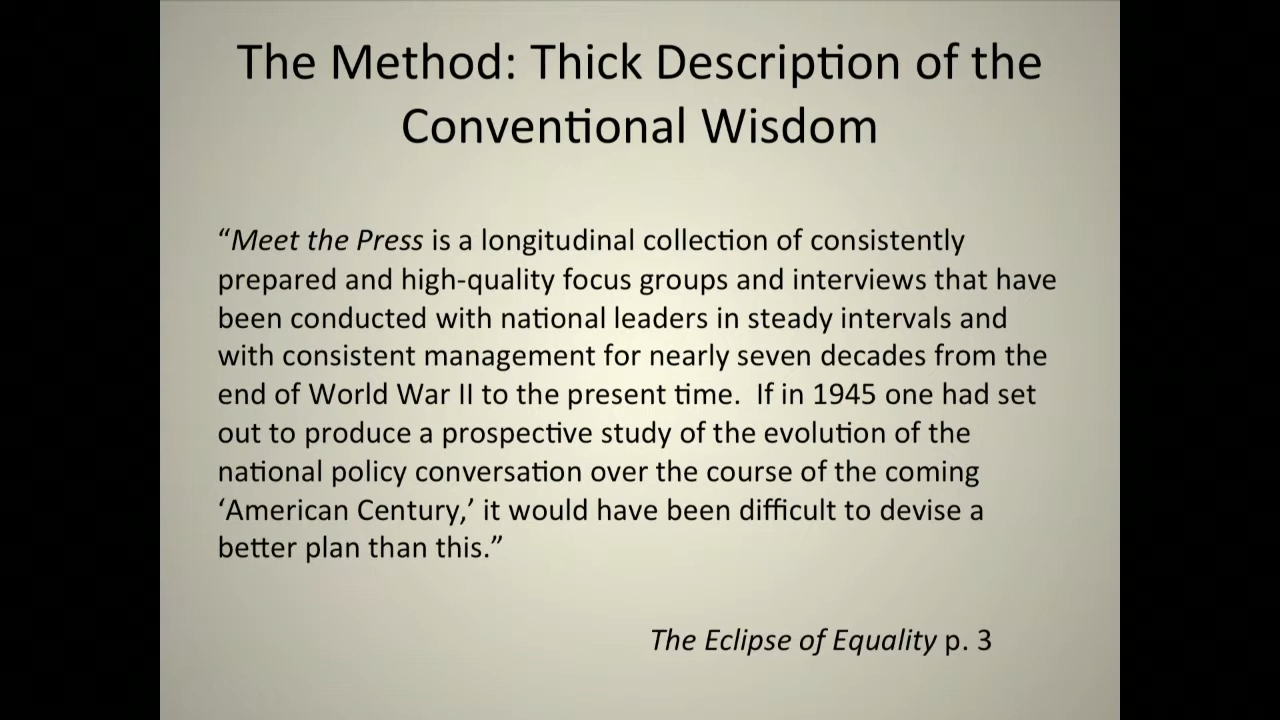 The Method: Thick Description of the
Conventional Wisdom
“Meet the Press is a longitudinal collection of consistently
prepared and high-quality focus groups and interviews that have
been conducted with national leaders in steady intervals and
with consistent management for nearly seven decades from the
end of World War II to the present time.  If in 1945 one had set
out to produce a prospective study of the evolution of the
national policy conversation over the course of the coming
‘American Century,’ it would have been difficult to devise a
better plan than this.”
The Eclipse of Equality p. 3